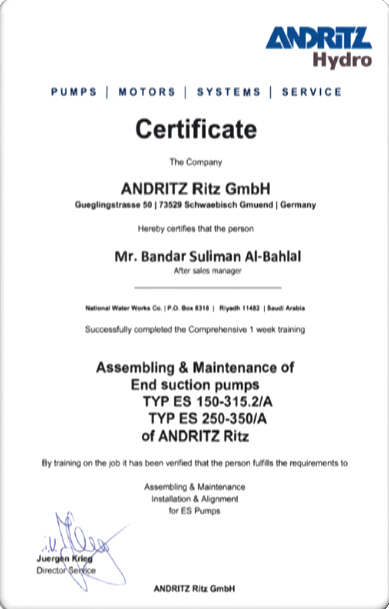 ANDRITZ
Hydro
PUMPS | MOTORS | SYSTEMS | SERVICE
Certificate
The Company
ANDRITZ Ritz GmbH
Gueglingstrasse 50 | 73529 Schwaebisch Gmuend | Germany
Hereby certifies that the person
Mr. Bandar Suliman Al-Bahlal
After sales manager
National Water Works Co. | P.O. Box 8316 | Riyadh 11482 | Saudi Arabia
Successfully completed the Comprehensive 1 week training
Assembling & Maintenance of
End suction pumps
TYP ES 150-315.2/A
TYP ES 250-350/A
of ANDRITZ Ritz
By training on the job it has been verified that the person fulfills the requirements to
Assembling & Maintenance
Installation & Alignment
for ES Pumps
Juergen Krieg
Director Service
ANDRITZ Ritz GmbH